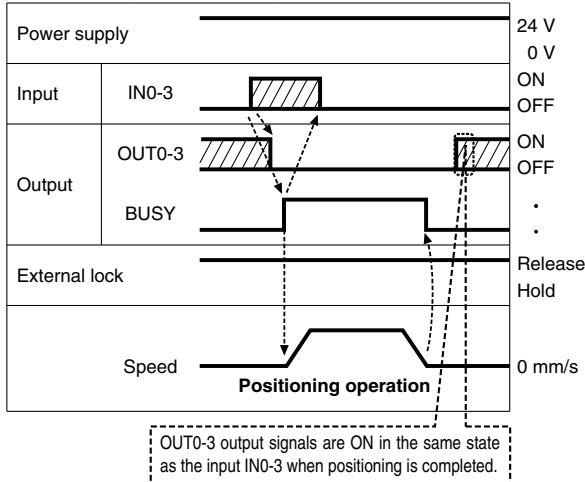 Power supply
24 V
0 V
Input
IN0-3
ON
OFF
Output
OUT0-3
ON
OFF
BUSY
External lock
Release
Hold
Speed
0 mm/s
Positioning operation
OUT0-3 output signals are ON in the same state
as the input IN0-3 when positioning is completed.